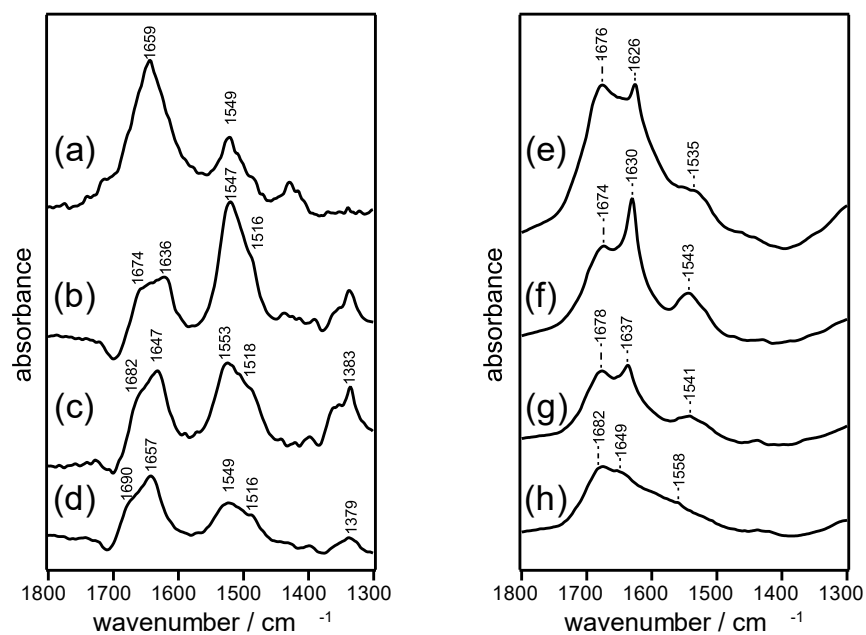 absorbance
(a)
1659
1549
(b)
1674
1636
1547
1516
(c)
1682
1647
1553
1518
1383
(d)
1690
1657
1549
1516
1379
1800 1700 1600 1500 1400 1300
wavenumber / cm -1
absorbance
(e)
1676
1626
1535
(f)
1674
1630
1543
(g)
1678
1637
1541
(h)
1682
1649
1558
1800 1700 1600 1500 1400 1300
wavenumber / cm -1